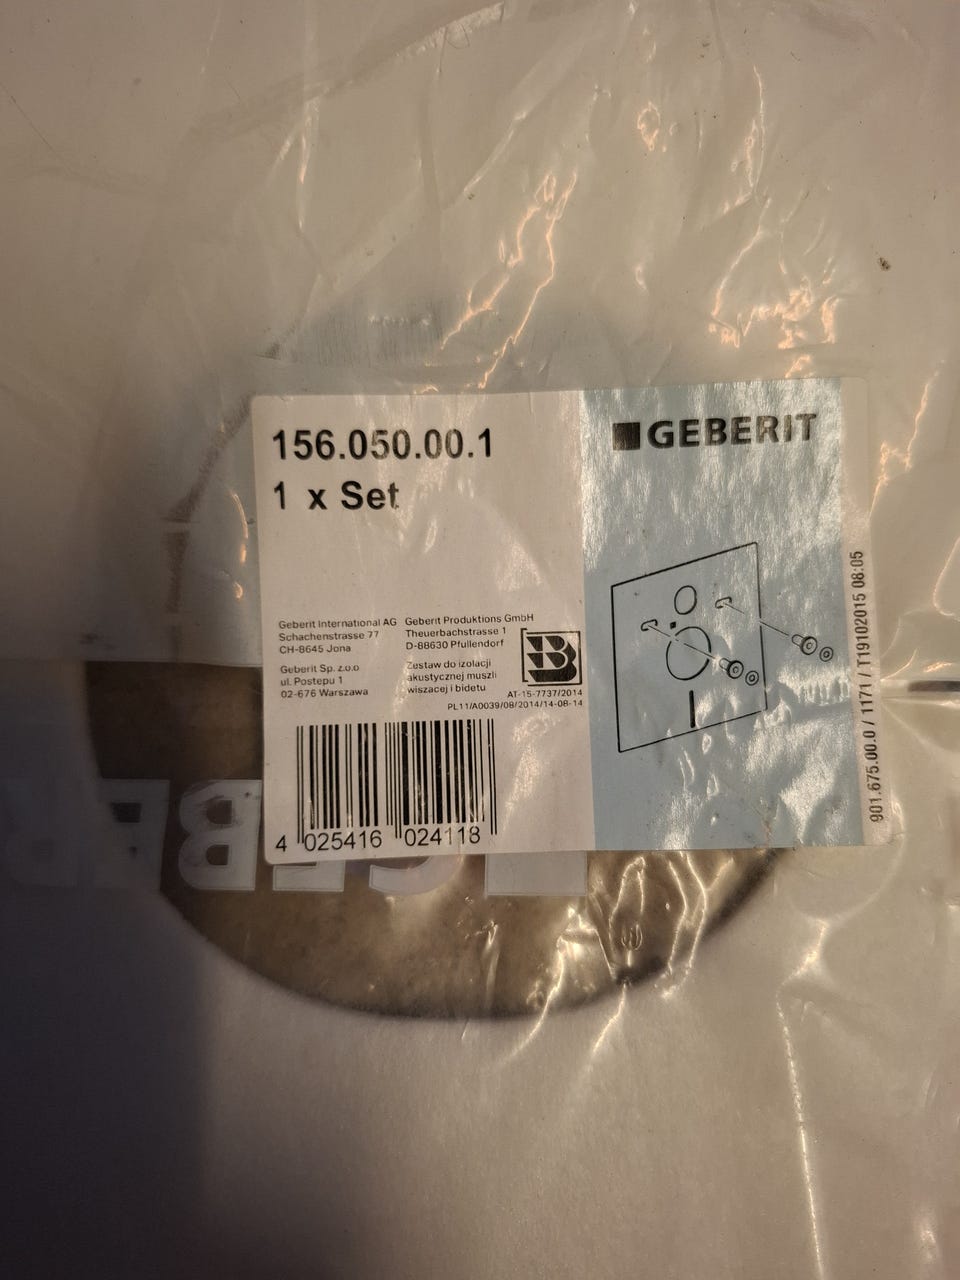 156.050.00.1
1 x Set
GEBERIT
Geberit International AG
Schachenstrasse 77
CH-8645 Jona
Geberit Produktions GmbH
Theuerbachstrasse 1
D-88630 Pfullendorf
Geberit Sp. z.o.o
ul. Postepu 1
02-676 Warszawa
Zestaw do izolacji
akustycznej muszli
wiszacej i bidetu
B
AT-15-7737/2014
PL11/A0039/08/2014/14-08-14
4 025416 024118
901.675.00.0 / 1171 / T19102015 08:05
GEBER